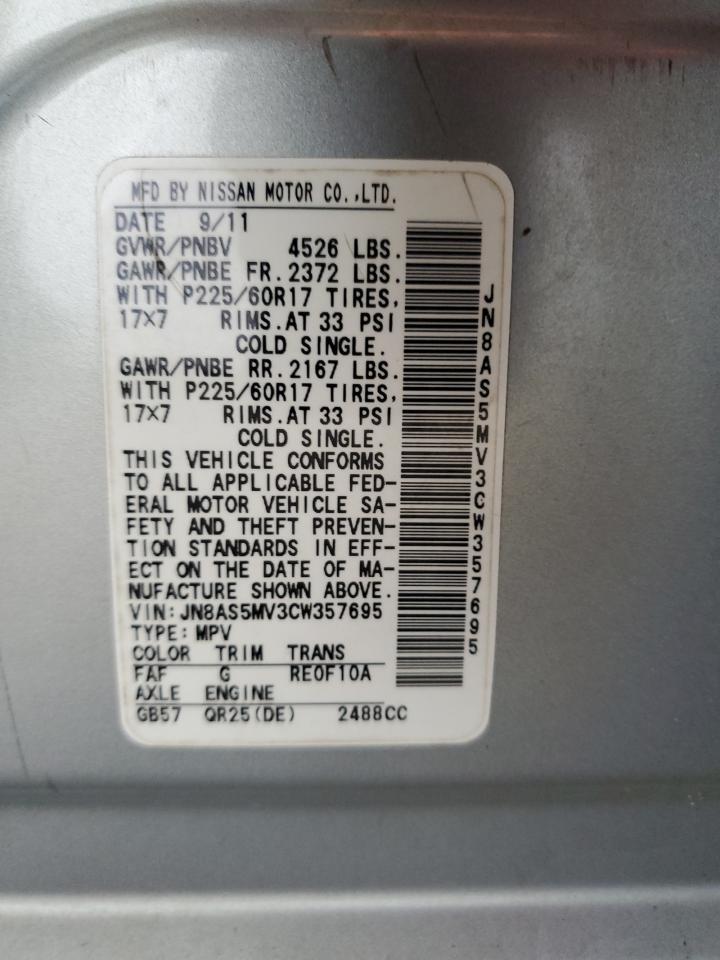 MFD BY NISSAN MOTOR CO.,LTD.
DATE 9/11
GVWR/PNBV 4526 LBS.
GAWR/PNBE FR. 2372 LBS.
WITH P225/60R17 TIRES,
17×7 RIMS.AT 33 PSI
COLD SINGLE.
GAWR/PNBE RR. 2167 LBS.
WITH P225/60R17 TIRES,
17×7 RIMS.AT 33 PSI
COLD SINGLE.
THIS VEHICLE CONFORMS
TO ALL APPLICABLE FED-
ERAL MOTOR VEHICLE SA-
FETY AND THEFT PREVEN-
TION STANDARDS IN EFF-
ECT ON THE DATE OF MA-
NUFACTURE SHOWN ABOVE.
VIN:JN8AS5MV3CW357695
TYPE:MPV
COLOR TRIM TRANS
FAF G RE0F10A
AXLE ENGINE
GB57 QR25(DE) 2488CC
JN8AS5MV3CW357695